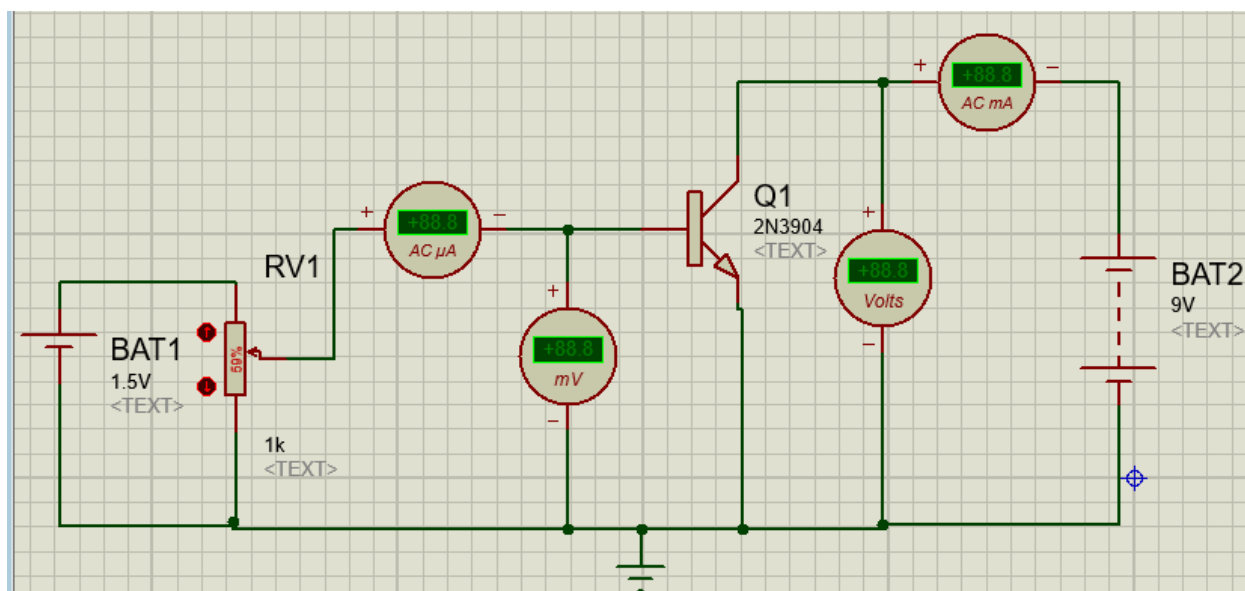 +88.8
AC mA
Q1
2N3904
<TEXT>
+88.8
AC µA
RV1
+88.8
Volts
BAT2
9V
<TEXT>
BAT1
1.5V
<TEXT>
59%
+88.8
mV
1k
<TEXT>